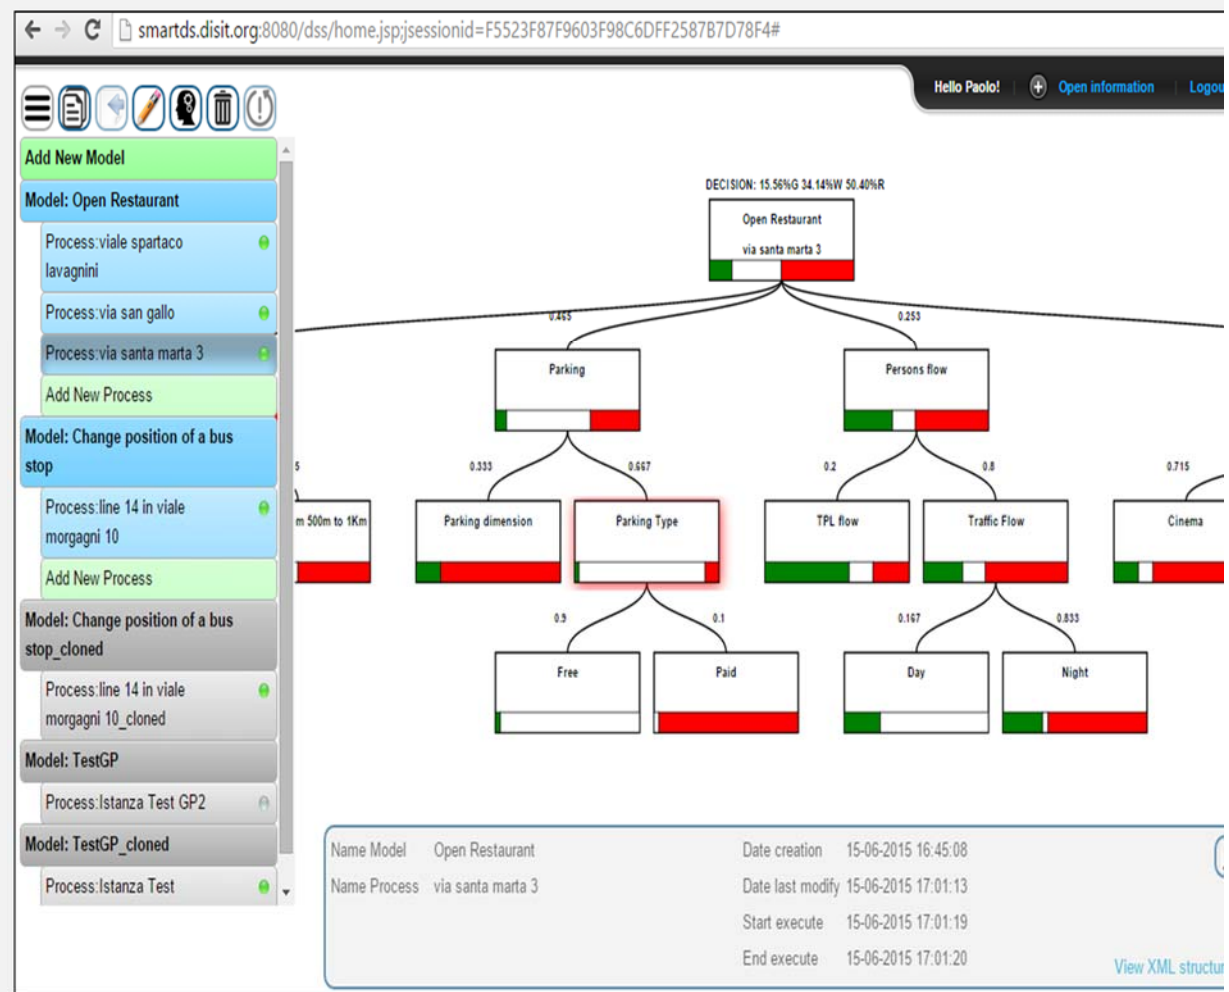 smartds.disit.org:8080/dss/home.jsp;jsessionid=F5523F87F9603F98C6DFF2587B7D78F4#
Hello Paolo!
Open information
Logou
Add New Model
Model: Open Restaurant
Process:viale spartaco
lavagnini
Process:via san gallo
Process:via santa marta 3
Add New Process
Model: Change position of a bus
stop
Process:line 14 in viale
morgagni 10
Add New Process
Model: Change position of a bus
stop_cloned
Process:line 14 in viale
morgagni 10_cloned
Model: TestGP
Process:Istanza Test GP2
Model: TestGP_cloned
Process:Istanza Test
DECISION: 15.56%G 34.14%W 50.40%R
Open Restaurant
via santa marta 3
0.465
0.253
Parking
Persons flow
5
0.333
0.667
0.2
0.8
0.715
m 500m to 1Km
Parking dimension
Parking Type
TPL flow
Traffic Flow
Cinema
0.9
0.1
0.167
0.833
Free
Paid
Day
Night
Name Model Open Restaurant
Name Process via santa marta 3
Date creation 15-06-2015 16:45:08
Date last modify 15-06-2015 17:01:13
Start execute 15-06-2015 17:01:19
End execute 15-06-2015 17:01:20
View XML structur